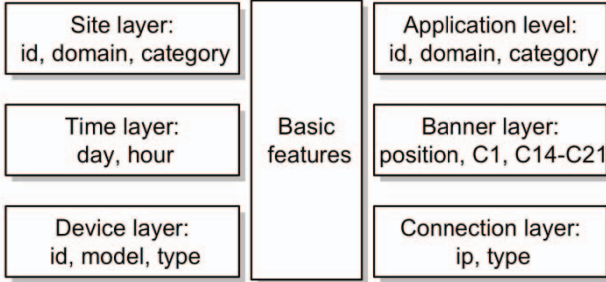 Site layer:
id, domain, category
Time layer:
day, hour
Device layer:
id, model, type
Basic
features
Application level:
id, domain, category
Banner layer:
position, C1, C14-C21
Connection layer:
ip, type